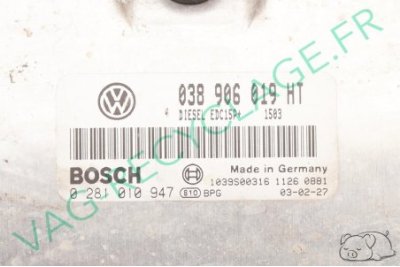 VAG-RECYCLAGE.FR
038 906 019 HT
DIESEL EDC15P+ 1503
BOSCH
Made in Germany
1039S00316 1126 0881
0 281 010 947 BPG 03-02-27